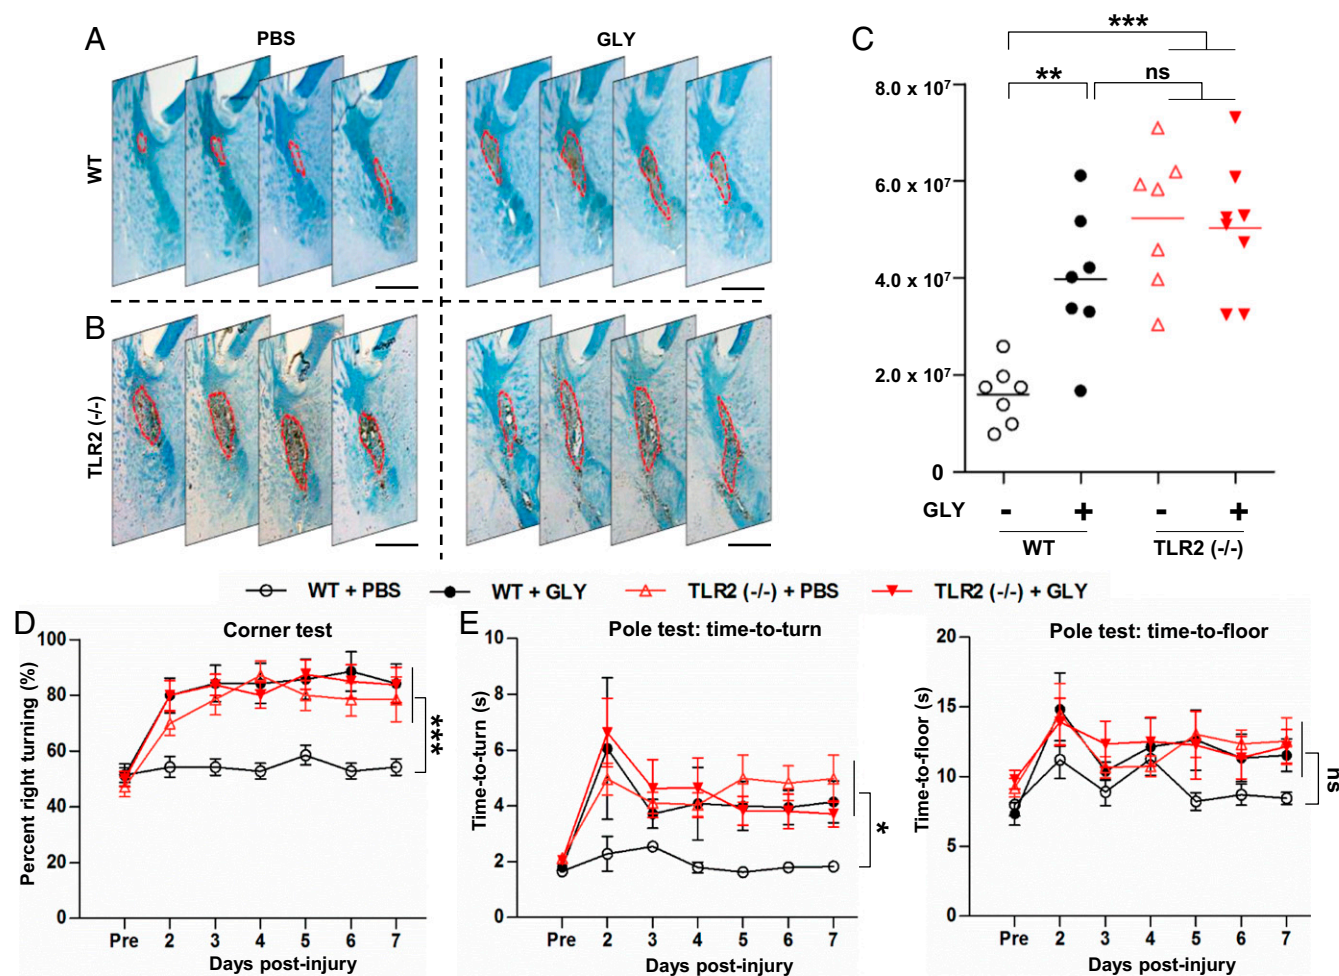 A
PBS
GLY
WT
B
TLR2 (-/-)
C
***
**
ns
8.0 x 10⁷
6.0 x 10⁷
4.0 x 10⁷
2.0 x 10⁷
0
GLY - + - +
WT TLR2 (-/-)
WT + PBS WT + GLY TLR2 (-/-) + PBS TLR2 (-/-) + GLY
D
Corner test
Percent right turning (%)
100
80
60
40
20
0
Pre 2 3 4 5 6 7
Days post-injury
***
E
Pole test: time-to-turn
Time-to-turn (s)
10
8
6
4
2
0
Pre 2 3 4 5 6 7
Days post-injury
*
Pole test: time-to-floor
Time-to-floor (s)
20
15
10
5
0
Pre 2 3 4 5 6 7
Days post-injury
ns